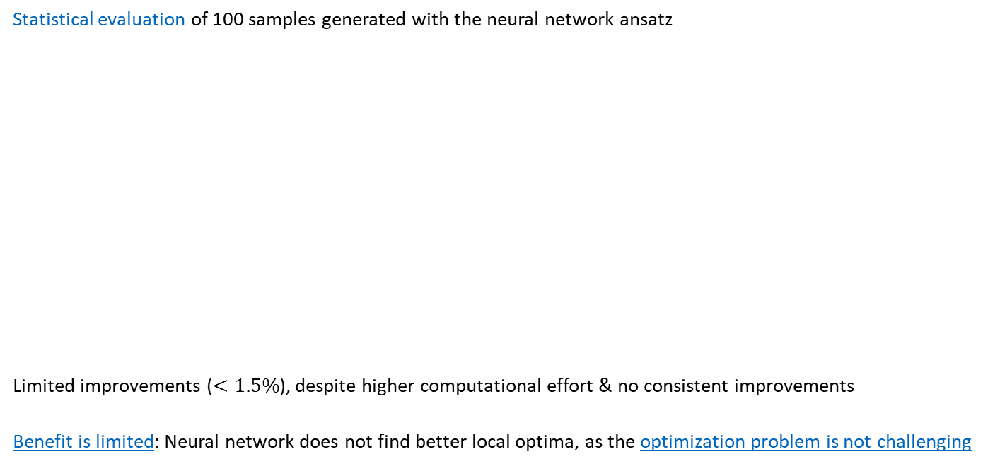 Statistical evaluation of 100 samples generated with the neural network ansatz
Limited improvements (< 1.5%), despite higher computational effort & no consistent improvements
Benefit is limited: Neural network does not find better local optima, as the optimization problem is not challenging